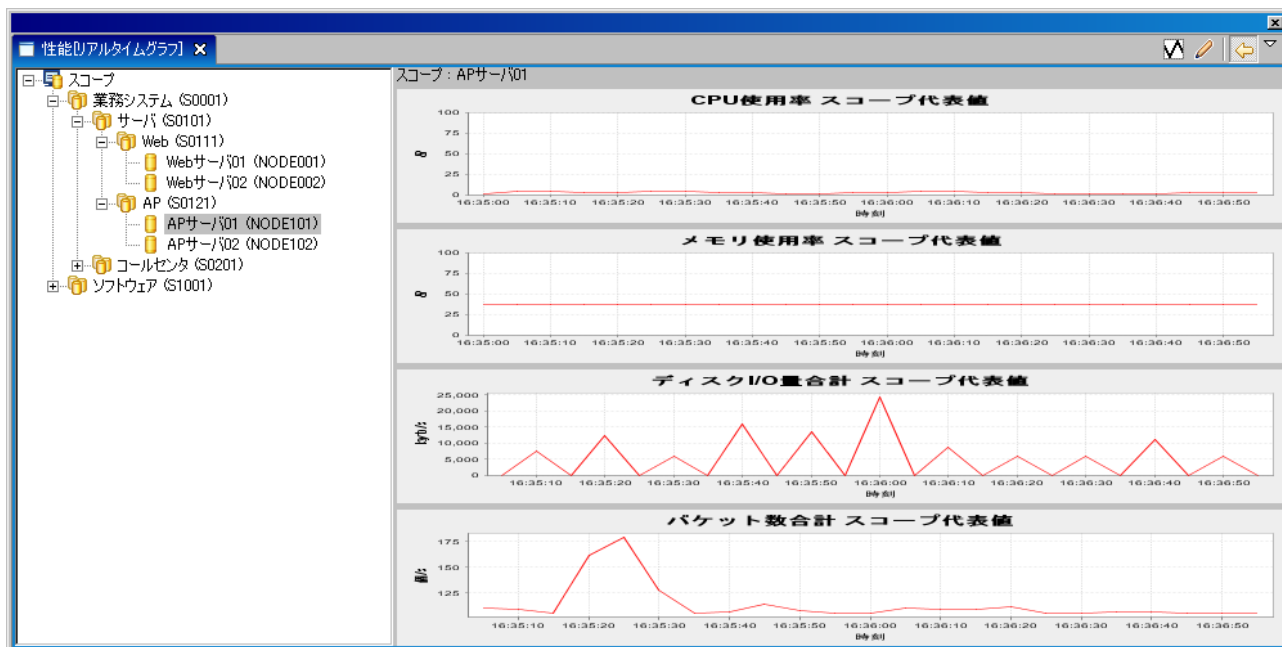 性能[リアルタイムグラフ]
スコープ
業務システム (S0001)
サーバ (S0101)
Web (S0111)
Webサーバ01 (NODE001)
Webサーバ02 (NODE002)
AP (S0121)
APサーバ01 (NODE101)
APサーバ02 (NODE102)
コールセンタ (S0201)
ソフトウェア (S1001)
スコープ : APサーバ01
CPU使用率 スコープ代表値
100
75
50
25
0
16:35:00 16:35:10 16:35:20 16:35:30 16:35:40 16:35:50 16:36:00 16:36:10 16:36:20 16:36:30 16:36:40 16:36:50
時刻
メモリ使用率 スコープ代表値
100
75
50
25
0
16:35:00 16:35:10 16:35:20 16:35:30 16:35:40 16:35:50 16:36:00 16:36:10 16:36:20 16:36:30 16:36:40 16:36:50
時刻
ディスクI/O量合計 スコープ代表値
25,000
20,000
15,000
10,000
5,000
0
16:35:10 16:35:20 16:35:30 16:35:40 16:35:50 16:36:00 16:36:10 16:36:20 16:36:30 16:36:40 16:36:50
時刻
パケット数合計 スコープ代表値
175
150
125
16:35:10 16:35:20 16:35:30 16:35:40 16:35:50 16:36:00 16:36:10 16:36:20 16:36:30 16:36:40 16:36:50
時刻